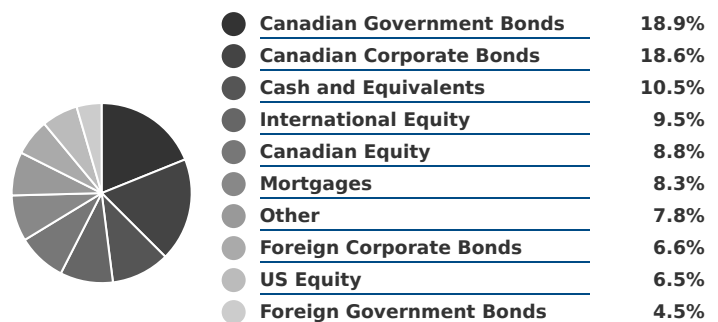 Canadian Government Bonds 18.9%
Canadian Corporate Bonds 18.6%
Cash and Equivalents 10.5%
International Equity 9.5%
Canadian Equity 8.8%
Mortgages 8.3%
Other 7.8%
Foreign Corporate Bonds 6.6%
US Equity 6.5%
Foreign Government Bonds 4.5%